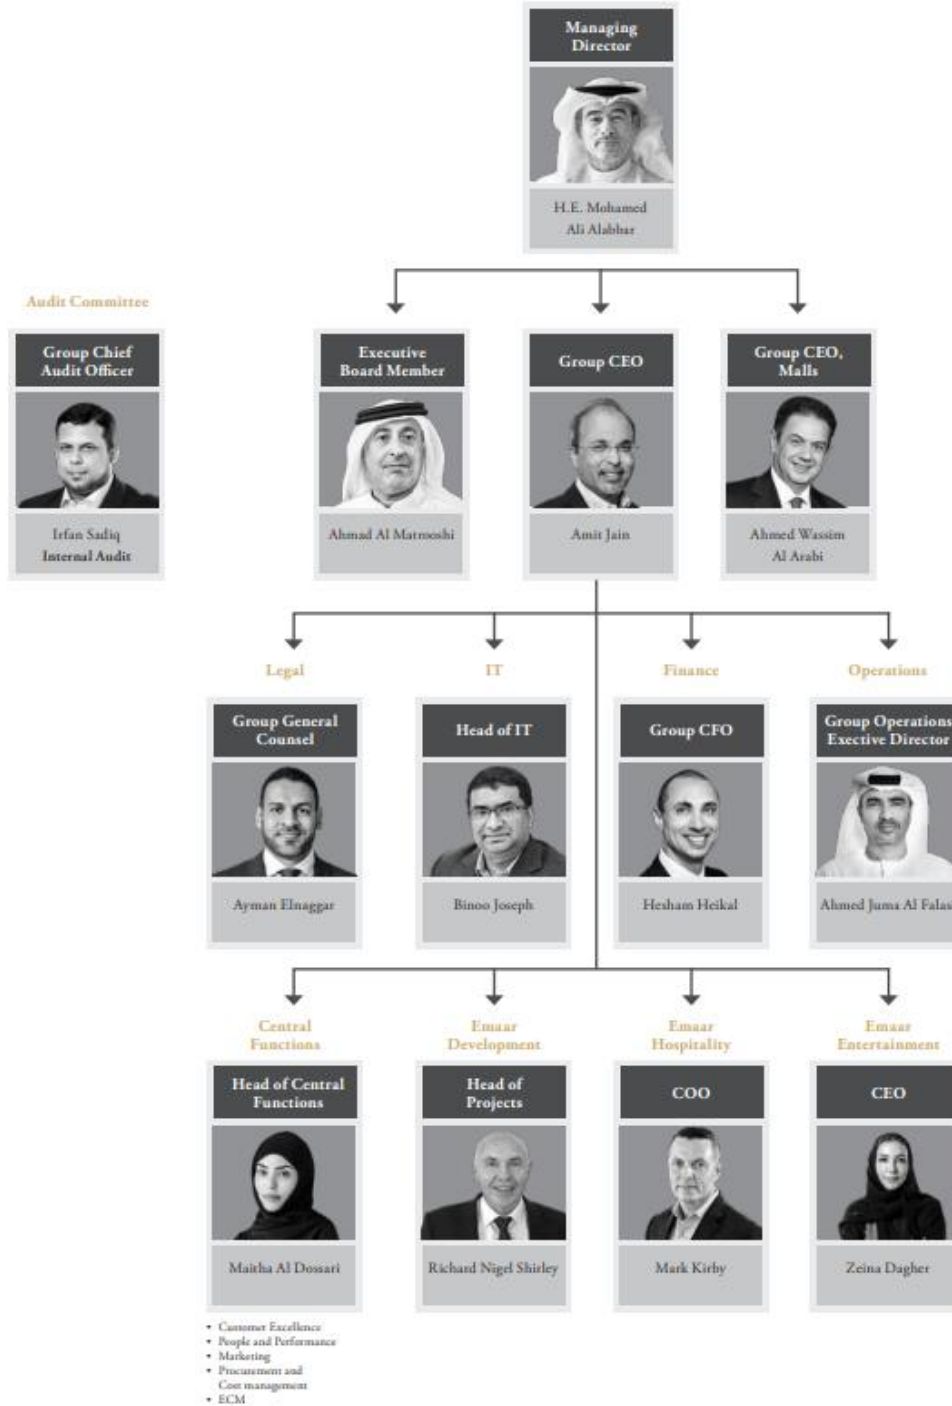 Managing
Director
H.E. Mohamed
Ali Alabbar
Audit Committee
Group Chief
Audit Officer
Irfan Sadiq
Internal Audit
Executive
Board Member
Ahmad Al Matrooshi
Group CEO
Amit Jain
Group CEO,
Malls
Ahmed Wassim
Al Arabi
Legal
Group General
Counsel
Ayman Elnaggar
IT
Head of IT
Binoo Joseph
Finance
Group CFO
Hesham Heikal
Operations
Group Operations
Exective Director
Ahmed Juma Al Falas
Central
Functions
Head of Central
Functions
Maitha Al Dossari
Emaar
Development
Head of
Projects
Richard Nigel Shirley
Emaar
Hospitality
COO
Mark Kirby
Emaar
Entertainment
CEO
Zeina Dagher
• Customer Excellence
• People and Performance
• Marketing
• Procurement and
Cost management
• ECM